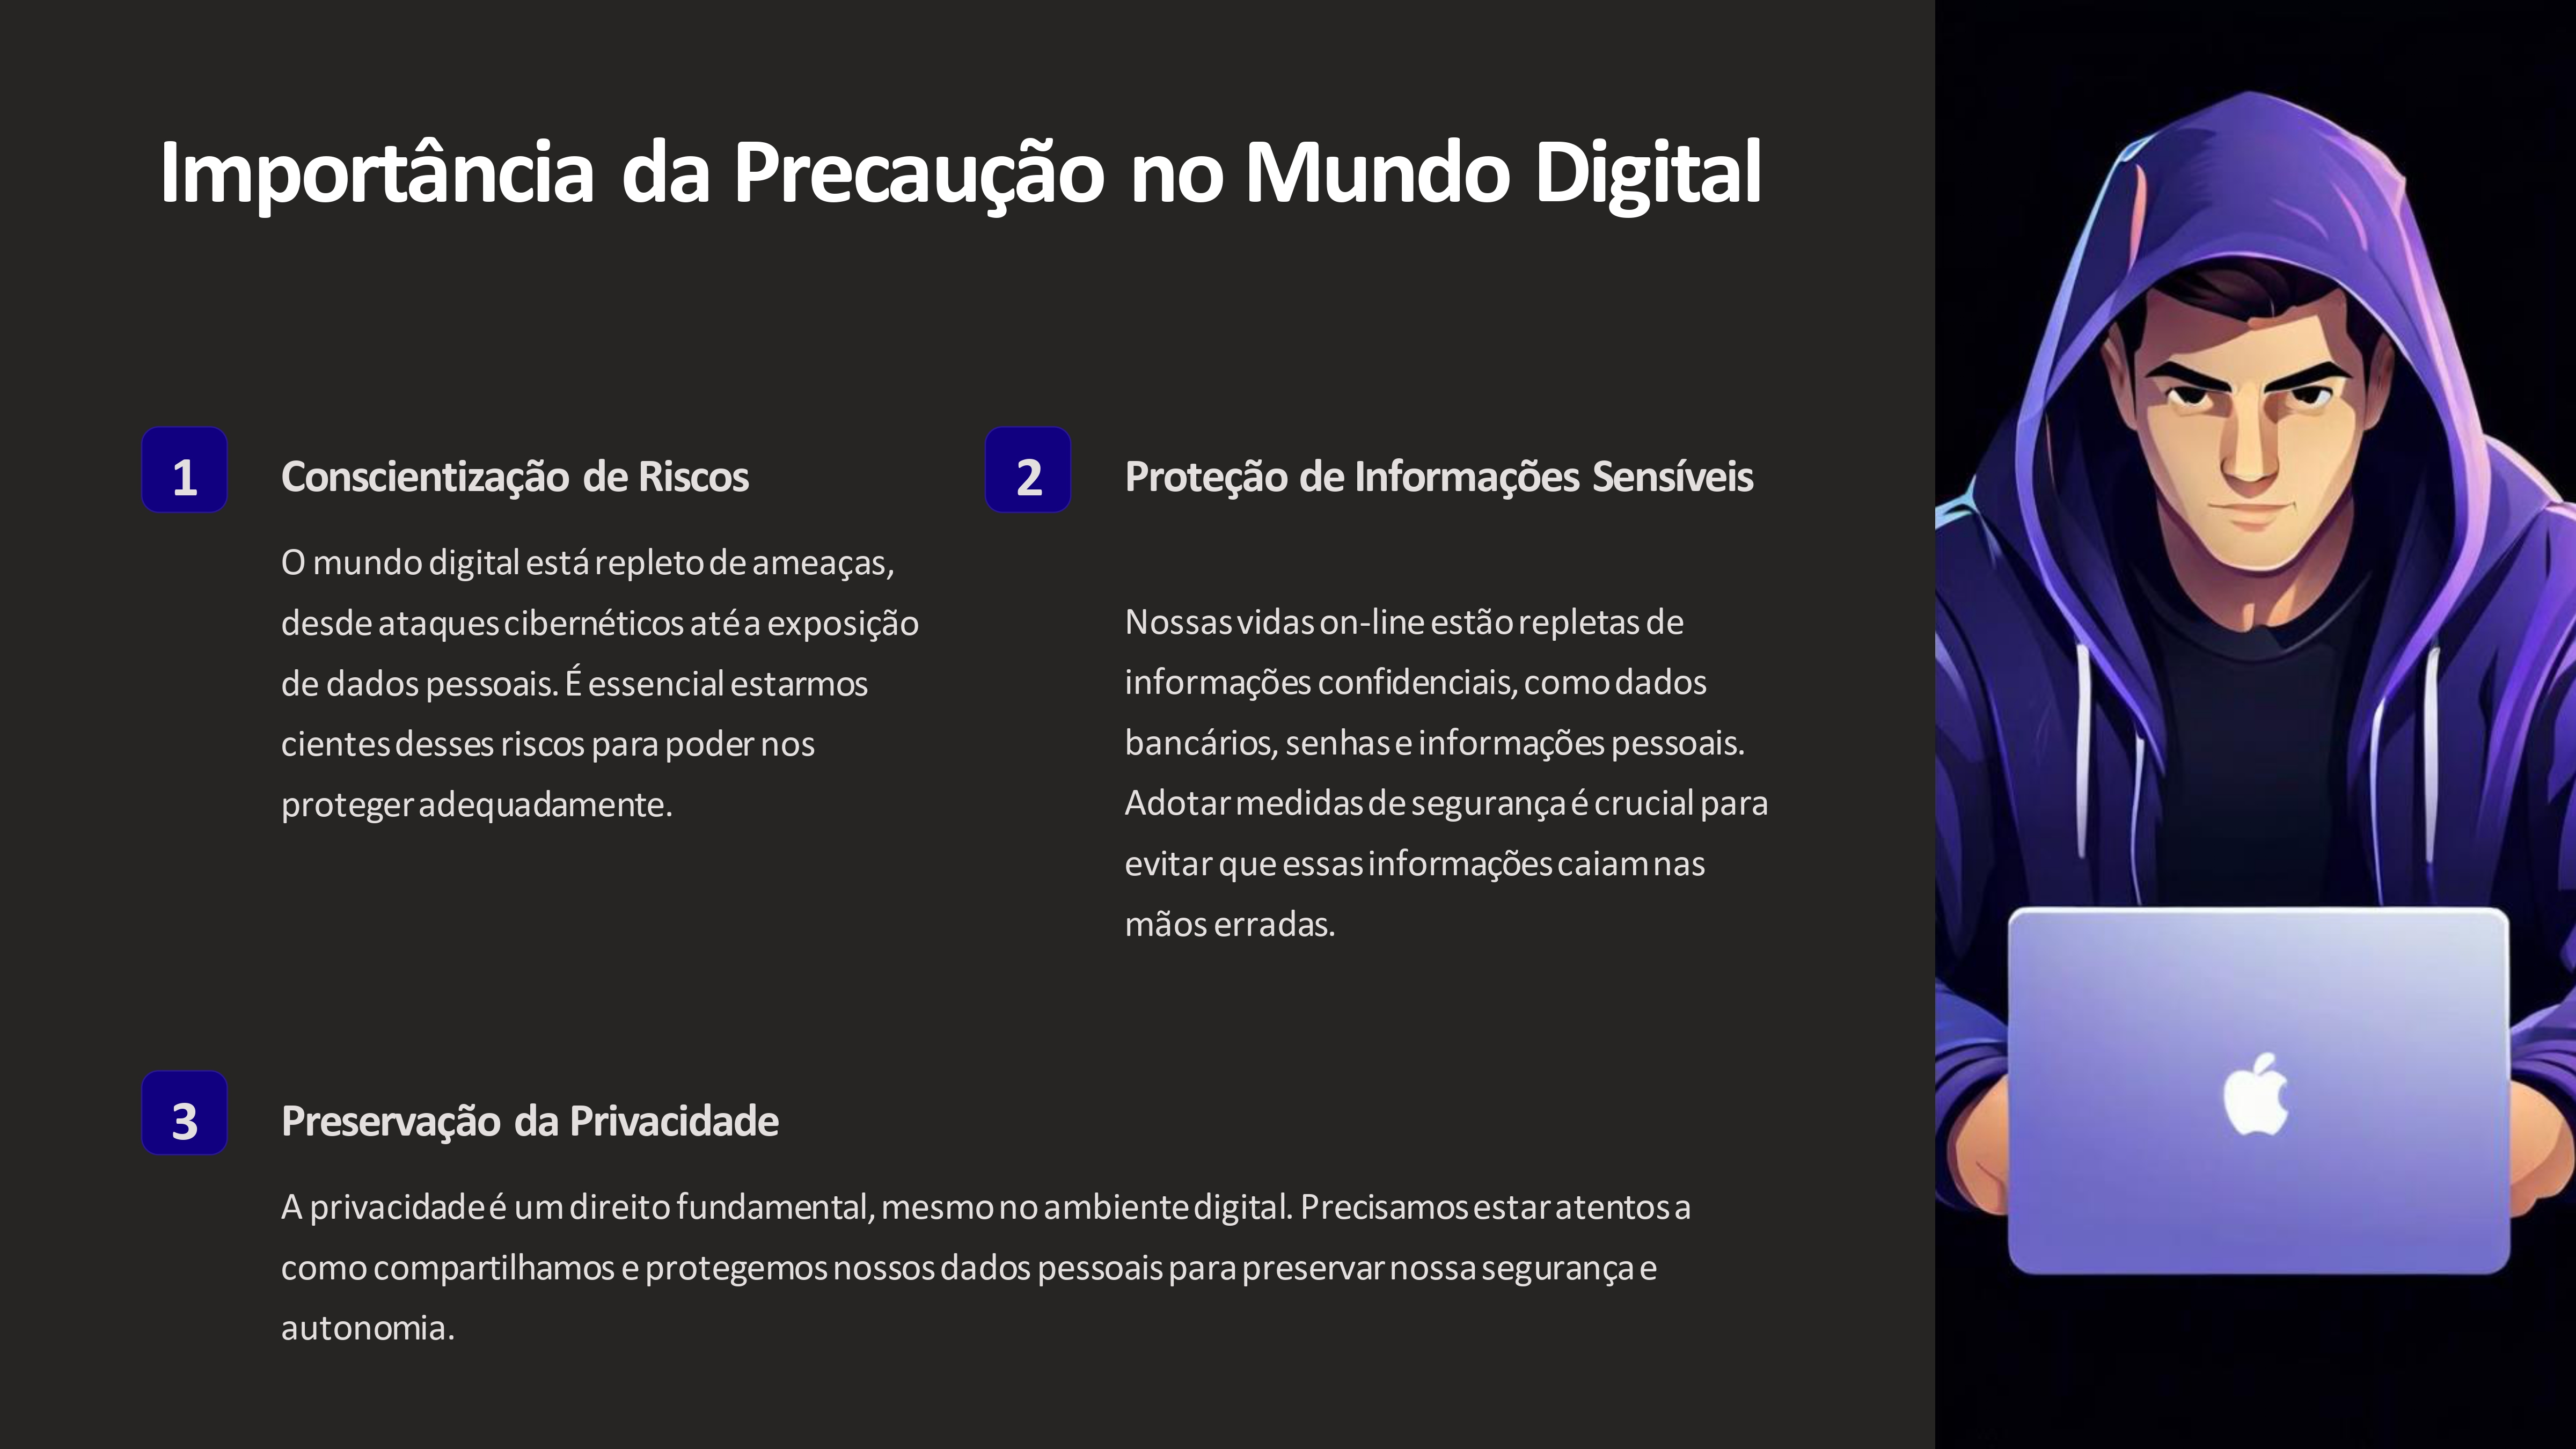 Importância da Precaução no Mundo Digital
1
Conscientização de Riscos
O mundo digital está repleto de ameaças,
desde ataques cibernéticos até a exposição
de dados pessoais. É essencial estarmos
cientes desses riscos para poder nos
proteger adequadamente.
2
Proteção de Informações Sensíveis
Nossas vidas on-line estão repletas de
informações confidenciais, como dados
bancários, senhas e informações pessoais.
Adotar medidas de segurança é crucial para
evitar que essas informações caiam nas
mãos erradas.
3
Preservação da Privacidade
A privacidade é um direito fundamental, mesmo no ambiente digital. Precisamos estar atentos a
como compartilhamos e protegemos nossos dados pessoais para preservar nossa segurança e
autonomia.